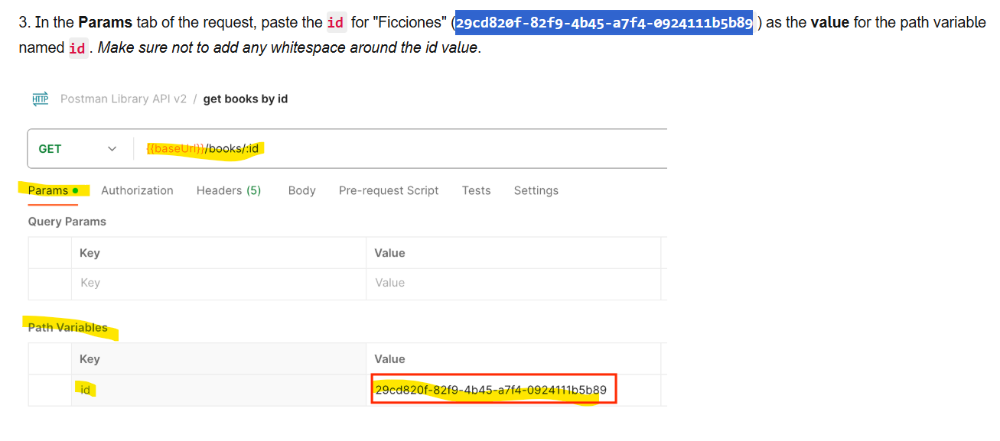 3. In the Params tab of the request, paste the id for "Ficciones" (29cd820f-82f9-4b45-a7f4-0924111b5b89 ) as the value for the path variable
named id . Make sure not to add any whitespace around the id value.
HTTP Postman Library API v2 / get books by id
GET {{baseUrl}}/books/:id
Params Authorization Headers (5) Body Pre-request Script Tests Settings
Query Params
Key Value
Key Value
Path Variables
Key Value
id 29cd820f-82f9-4b45-a7f4-0924111b5b89